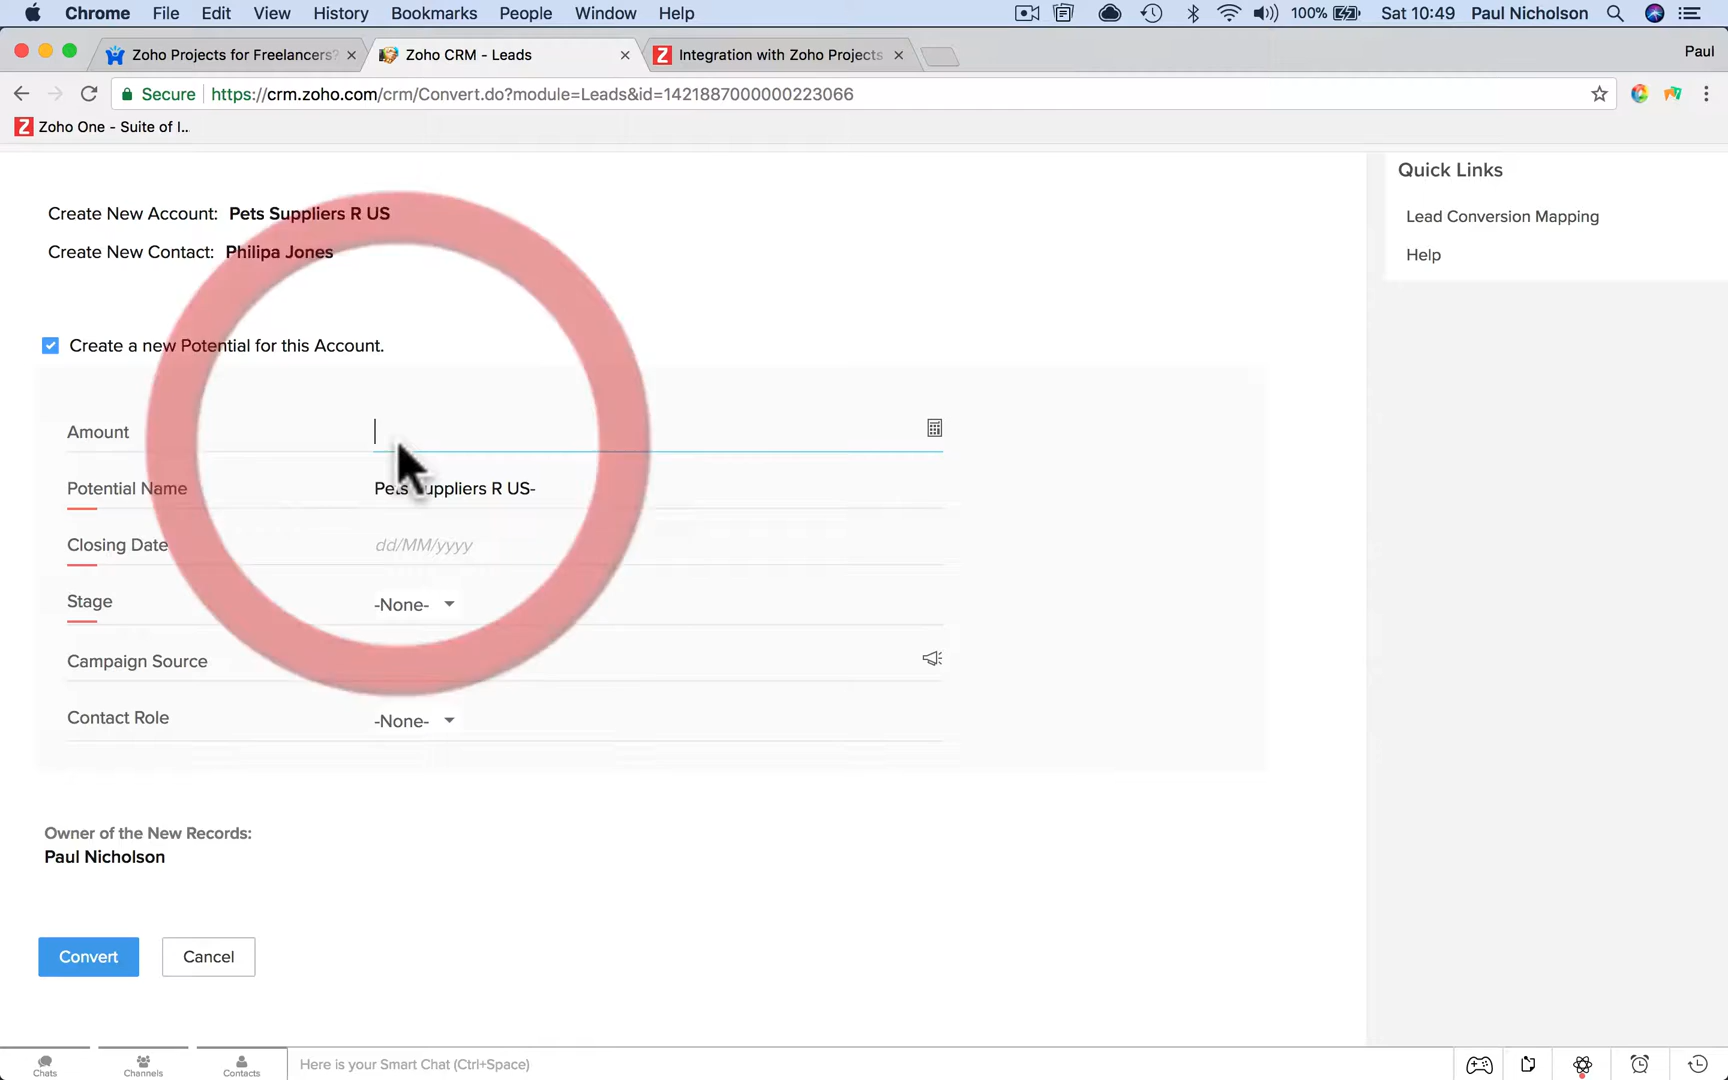 Chrome File Edit View History Bookmarks People Window Help 100% Sat 10:49 Paul Nicholson
Zoho Projects for Freelancers? Zoho CRM - Leads Integration with Zoho Projects Paul
Secure https://crm.zoho.com/crm/Convert.do?module=Leads&id=1421887000000223066
Zoho One - Suite of I..
Quick Links
Lead Conversion Mapping
Help
Create New Account: Pets Suppliers R US
Create New Contact: Philipa Jones
Create a new Potential for this Account.
Amount
Potential Name Pets Suppliers R US-
Closing Date dd/MM/yyyy
Stage -None-
Campaign Source
Contact Role -None-
Owner of the New Records:
Paul Nicholson
Convert Cancel
Chats Channels Contacts Here is your Smart Chat (Ctrl+Space)